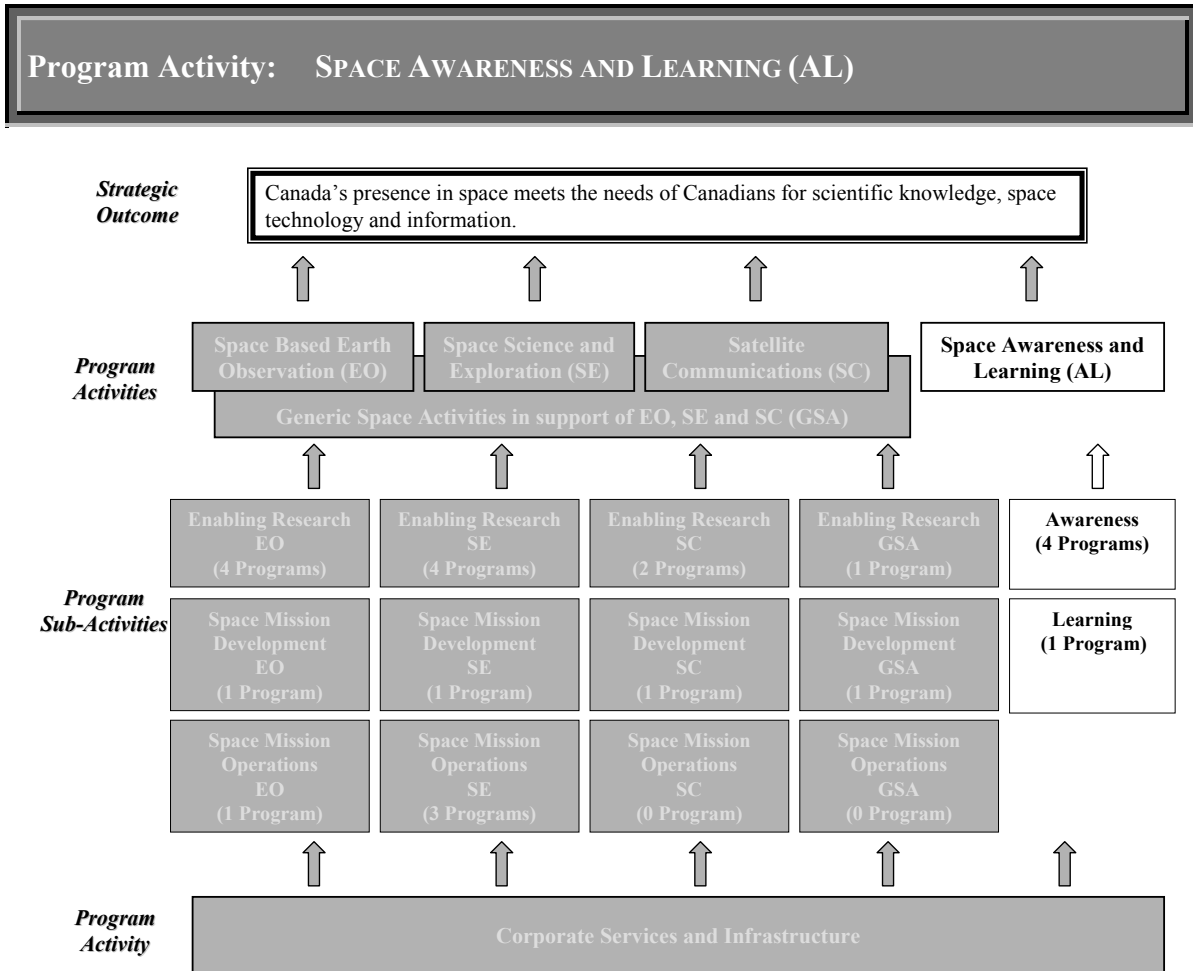 Program Activity: SPACE AWARENESS AND LEARNING (AL)
Strategic
Outcome
Canada's presence in space meets the needs of Canadians for scientific knowledge, space
technology and information.
Program
Activities
Space Based Earth
Observation (EO)
Space Science and
Exploration (SE)
Satellite
Communications (SC)
Space Awareness and
Learning (AL)
Generic Space Activities in support of EO, SE and SC (GSA)
Program
Sub-Activities
Enabling Research
EO
(4 Programs)
Enabling Research
SE
(4 Programs)
Enabling Research
SC
(2 Programs)
Enabling Research
GSA
(1 Program)
Awareness
(4 Programs)
Space Mission
Development
EO
(1 Program)
Space Mission
Development
SE
(1 Program)
Space Mission
Development
SC
(1 Program)
Space Mission
Development
GSA
(1 Program)
Learning
(1 Program)
Space Mission
Operations
EO
(1 Program)
Space Mission
Operations
SE
(3 Programs)
Space Mission
Operations
SC
(0 Program)
Space Mission
Operations
GSA
(0 Program)
Program
Activity
Corporate Services and Infrastructure